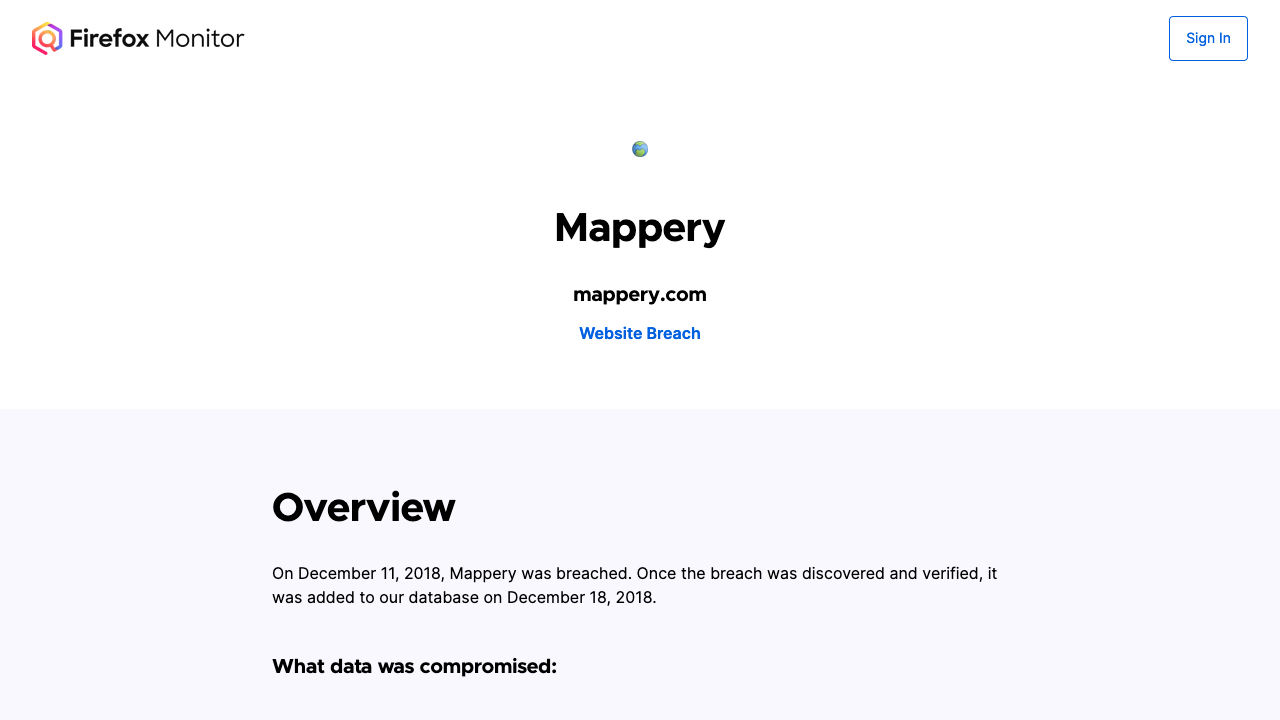 Firefox Monitor
Sign In
Mappery
mappery.com
Website Breach
Overview
On December 11, 2018, Mappery was breached. Once the breach was discovered and verified, it
was added to our database on December 18, 2018.
What data was compromised: